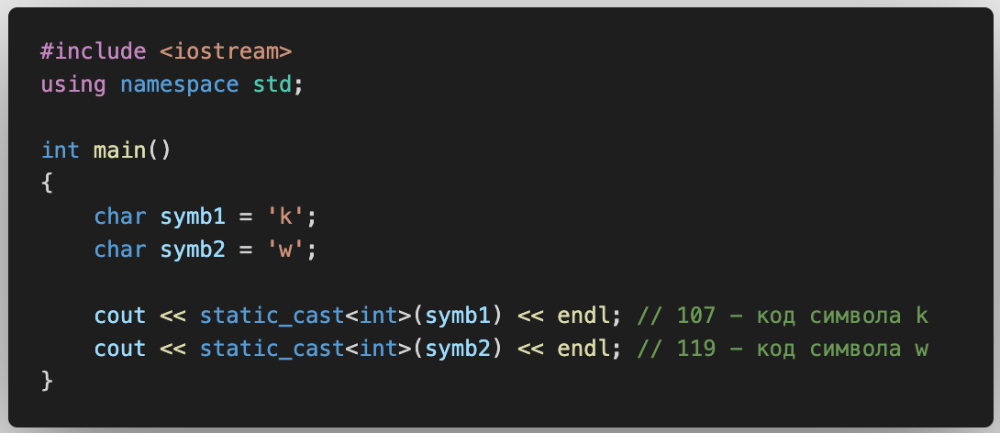 #include <iostream>
using namespace std;
int main()
{
char symb1 = 'k';
char symb2 = 'w';
cout << static_cast<int>(symb1) << endl; // 107 – код символа k
cout << static_cast<int>(symb2) << endl; // 119 – код символа w
}